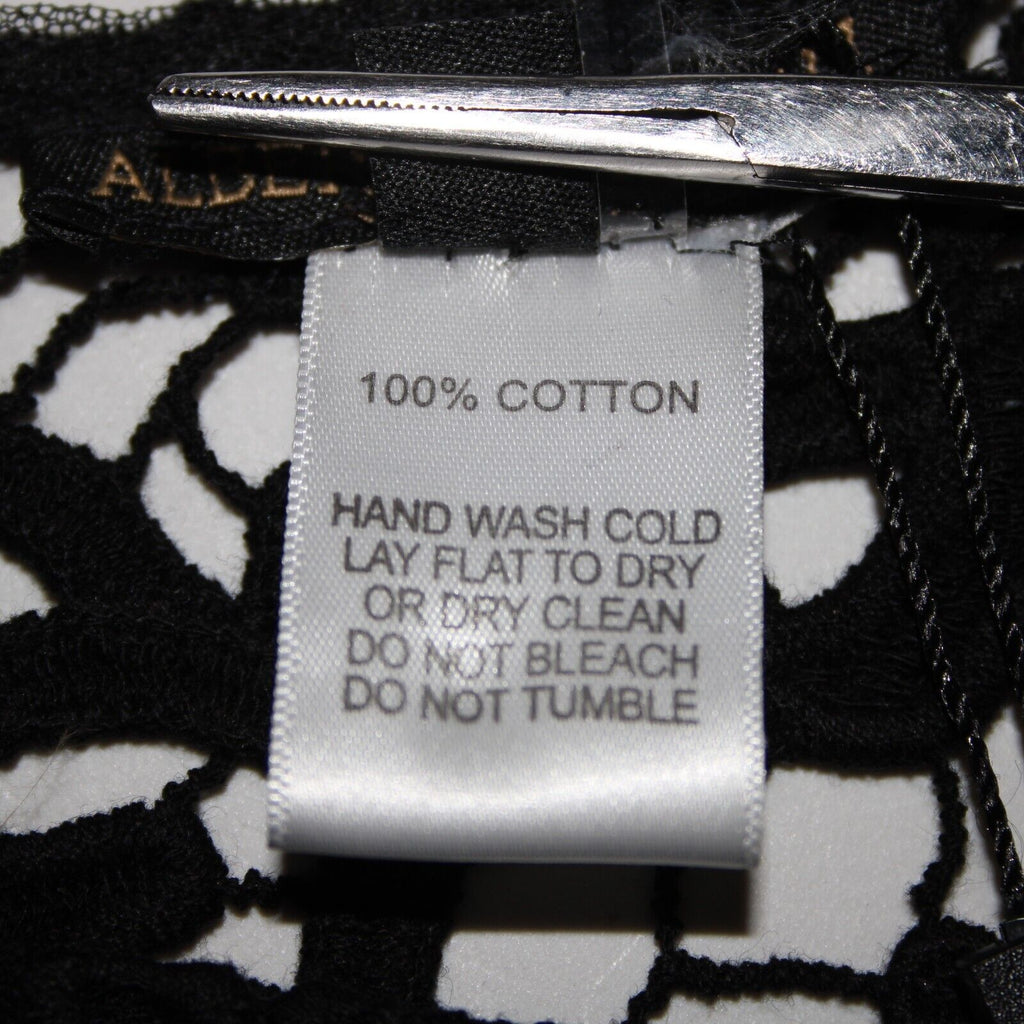 100% COTTON
HAND WASH COLD
LAY FLAT TO DRY
OR DRY CLEAN
DO NOT BLEACH
DO NOT TUMBLE